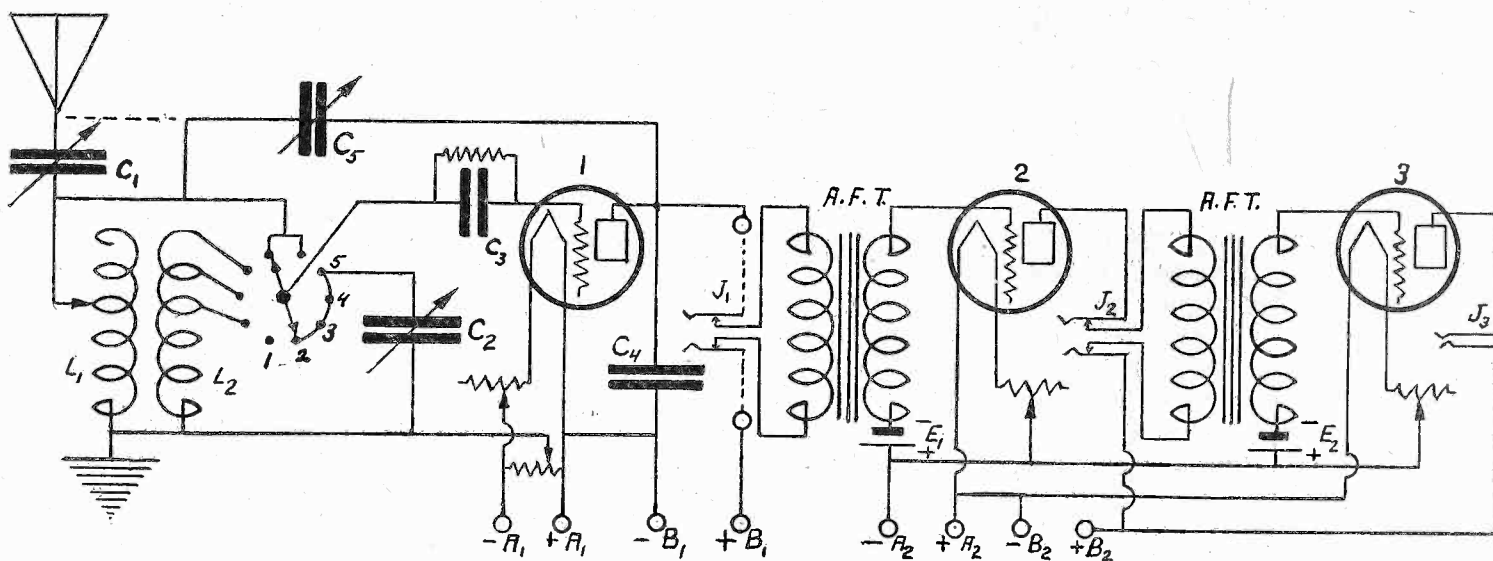 C1
C5
C3
1
A.F.T.
2
A.F.T.
3
5
4
3
1 2
C2
L1
L2
C4
J1
J2
J3
- E1 +
- E2 +
-A1
+A1
-B1
+B1
-A2
+A2
-B2
+B2